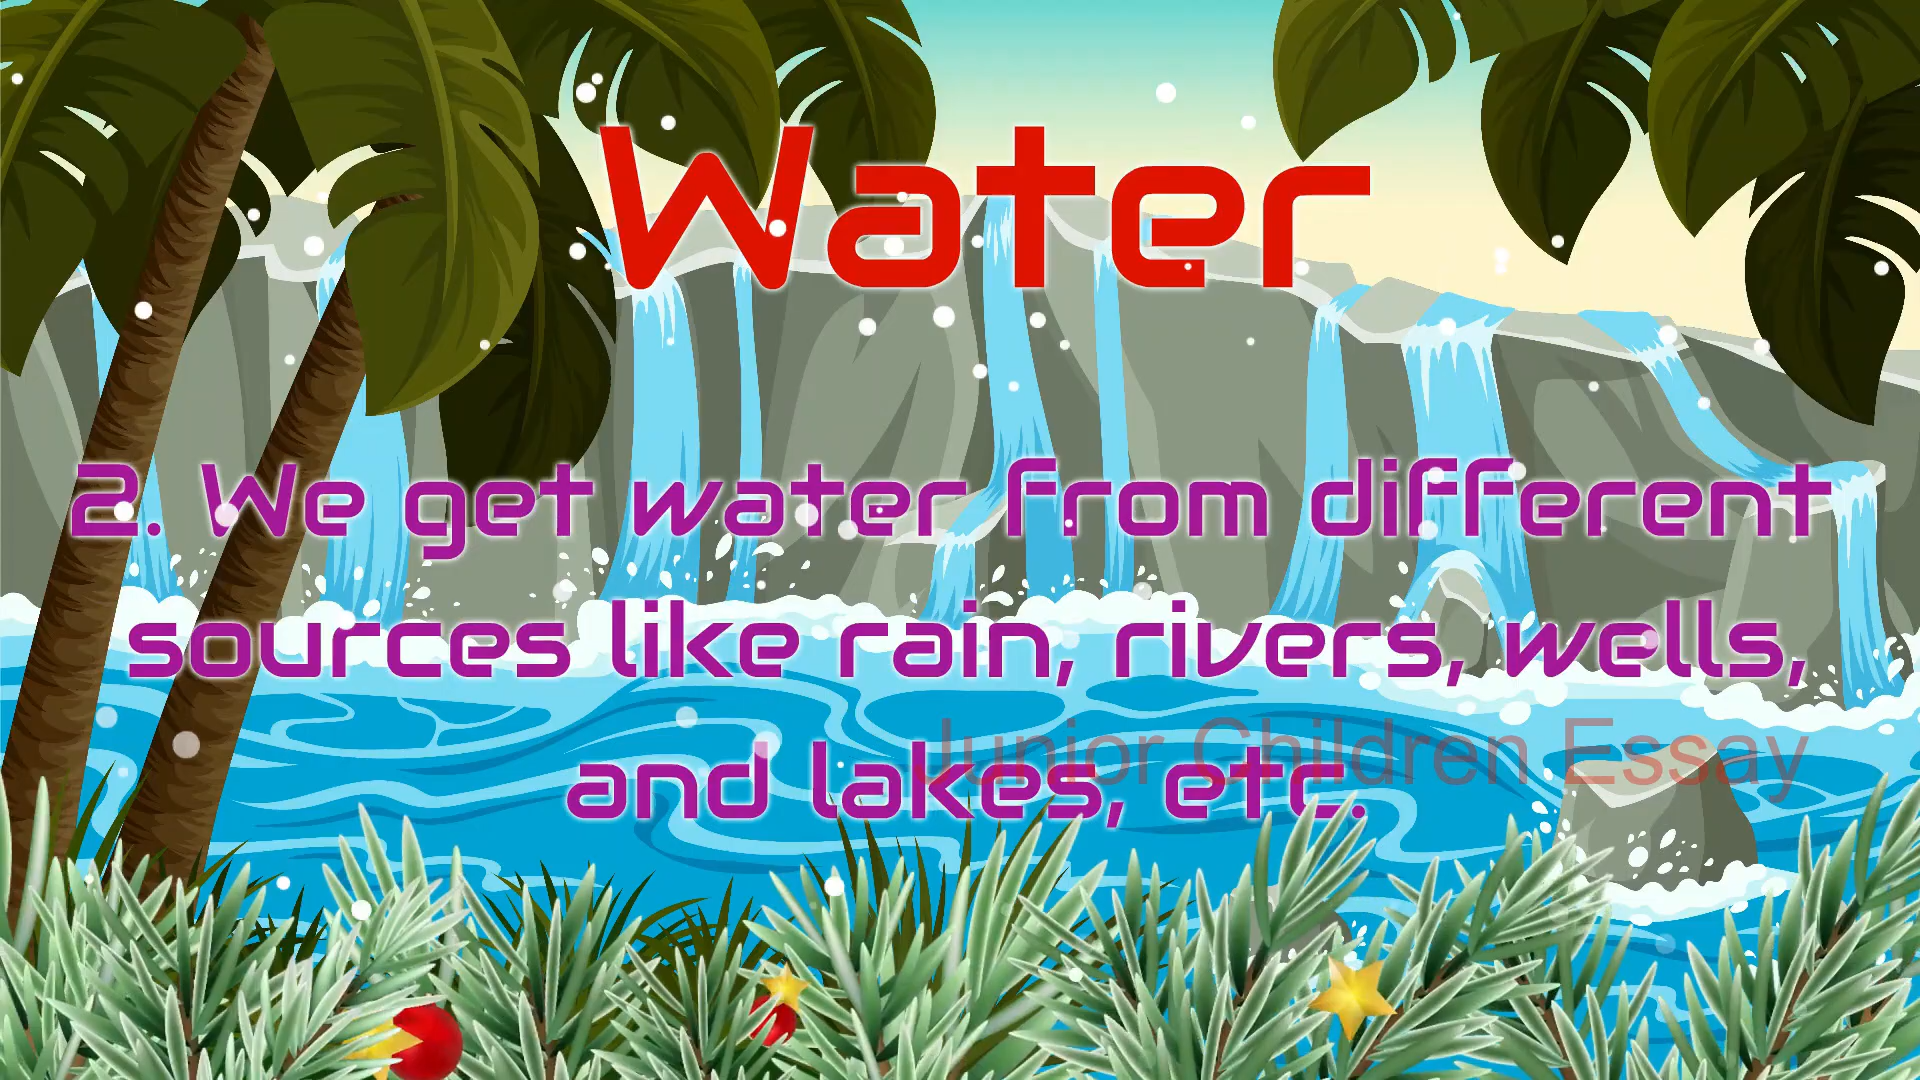 Water
2. We get water from different
sources like rain, rivers, wells,
Junior Children Essay
and lakes, etc.